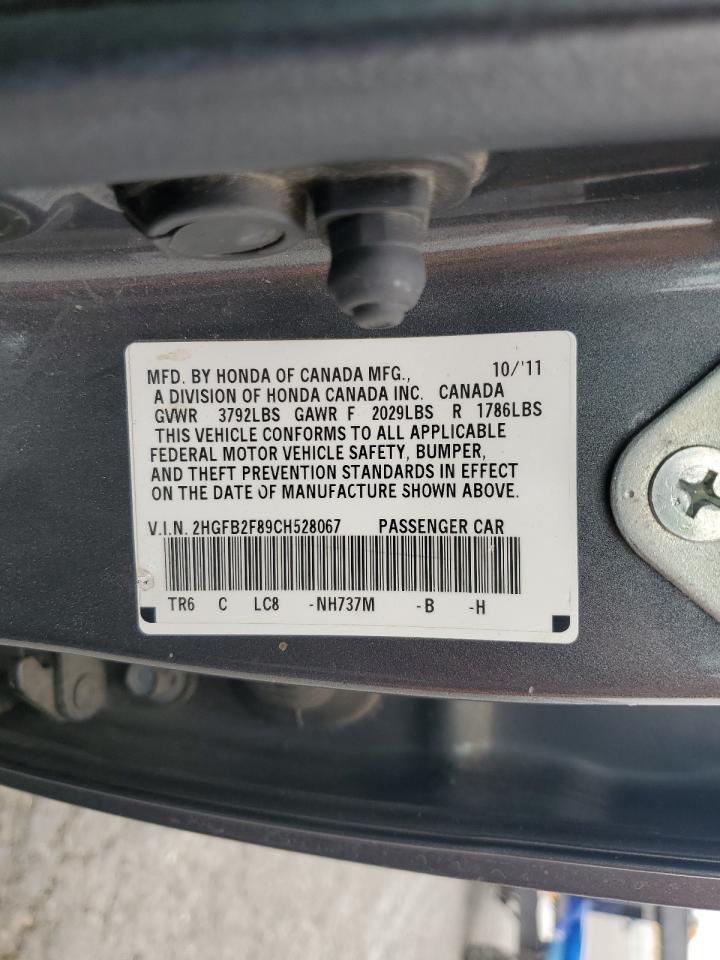 MFD. BY HONDA OF CANADA MFG., 10/'11
A DIVISION OF HONDA CANADA INC. CANADA
GVWR 3792LBS GAWR F 2029LBS R 1786LBS
THIS VEHICLE CONFORMS TO ALL APPLICABLE
FEDERAL MOTOR VEHICLE SAFETY, BUMPER,
AND THEFT PREVENTION STANDARDS IN EFFECT
ON THE DATE OF MANUFACTURE SHOWN ABOVE.
V.I.N. 2HGFB2F89CH528067 PASSENGER CAR
TR6 C LC8 -NH737M -B -H